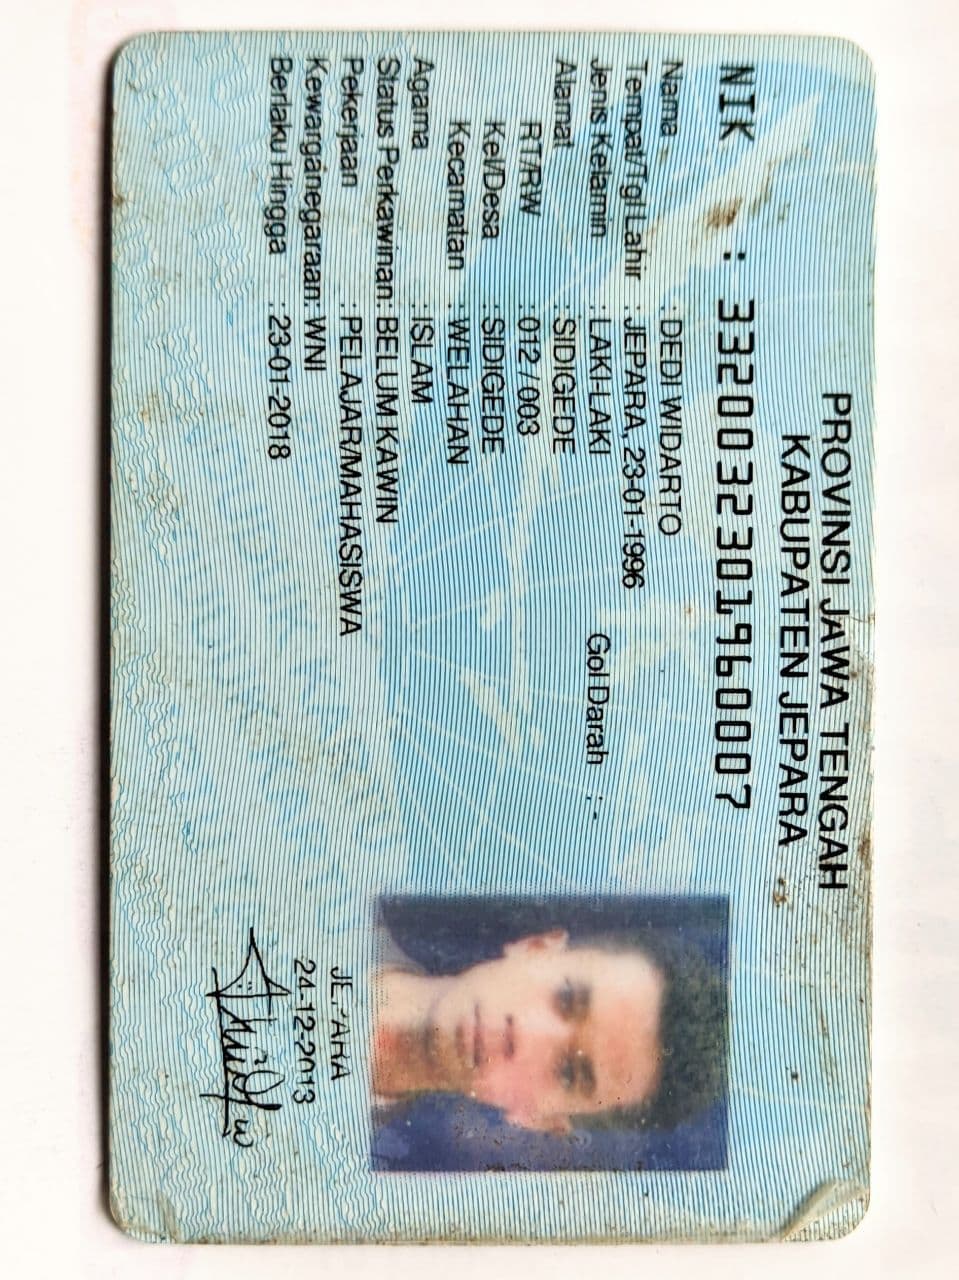 PROVINSI JAWA TENGAH
KABUPATEN JEPARA
NIK : 3320032301960007
Nama : DEDI WIDARTO
Tempat/Tgl Lahir : JEPARA, 23-01-1996
Jenis Kelamin : LAKI-LAKI Gol Darah : -
Alamat : SIDIGEDE
RT/RW : 012 / 003
Kel/Desa : SIDIGEDE
Kecamatan : WELAHAN
Agama : ISLAM
Status Perkawinan: BELUM KAWIN
Pekerjaan : PELAJAR/MAHASISWA
Kewarganegaraan: WNI
Berlaku Hingga : 23-01-2018
JEPARA
24-12-2013